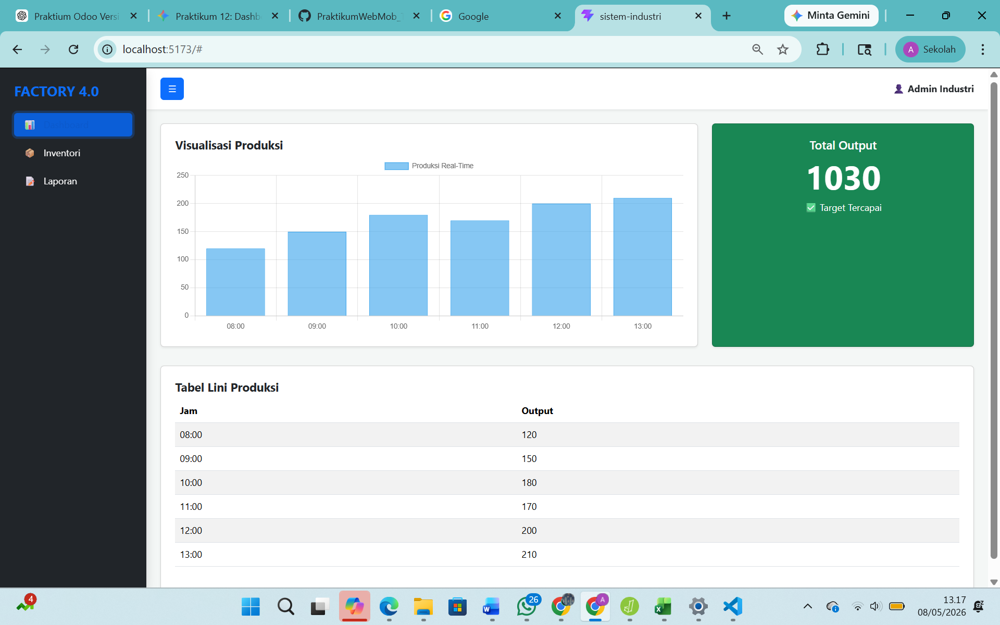 Praktium Odoo Versi
Praktikum 12: Dashb
PraktikumWebMob_
Google
sistem-industri
Minta Gemini
localhost:5173/#
A
Sekolah
FACTORY 4.0
Admin Industri
Dashboard
Inventori
Laporan
Visualisasi Produksi
Produksi Real-Time
250
200
150
100
50
0
08:00
09:00
10:00
11:00
12:00
13:00
Total Output
1030
Target Tercapai
Tabel Lini Produksi
Jam Output
08:00 120
09:00 150
10:00 180
11:00 170
12:00 200
13:00 210
4
26
A
13.17
08/05/2026